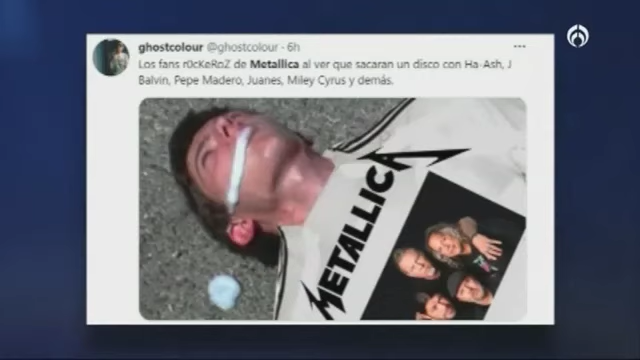 ghostcolour @ghostcolour · 6h
Los fans r0cKeRoZ de Metallica al ver que sacaran un disco con Ha-Ash, J
Balvin, Pepe Madero, Juanes, Miley Cyrus y demás.
METALLICA